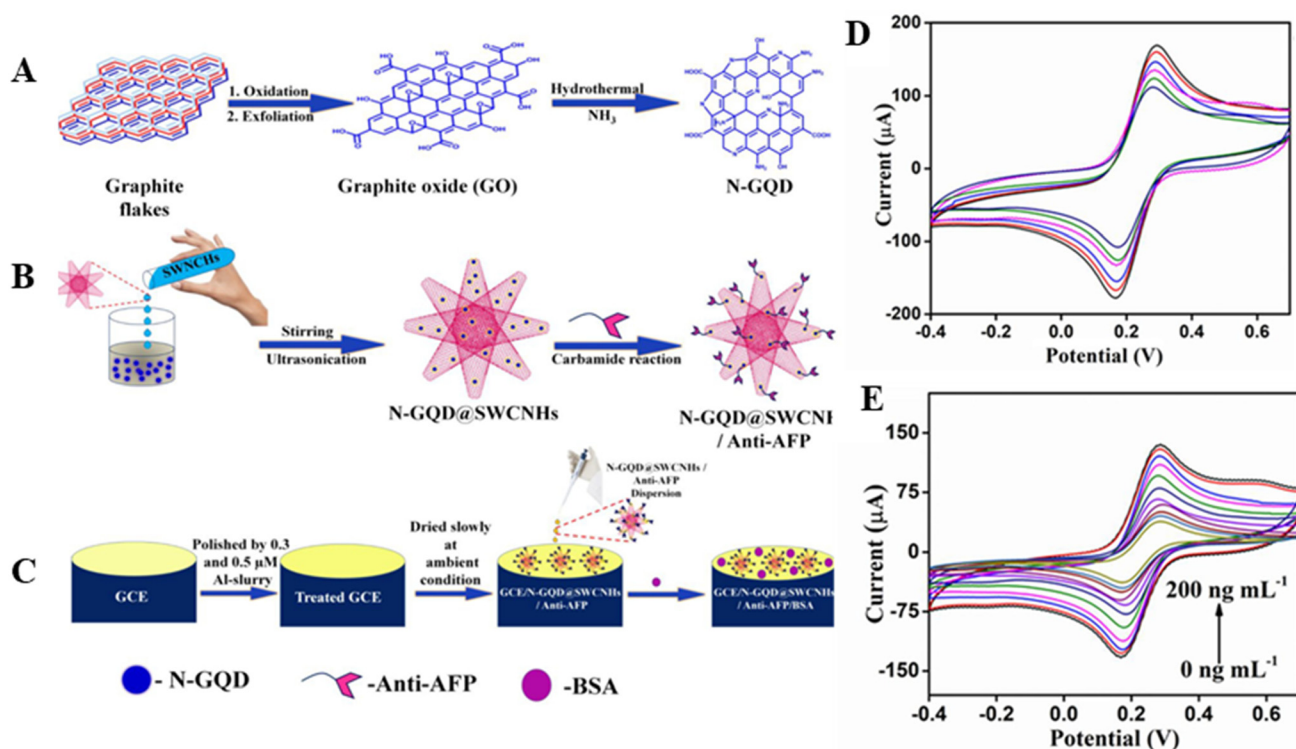 A
1. Oxidation
2. Exfoliation
Hydrothermal
NH3
Graphite
flakes
Graphite oxide (GO)
N-GQD
B
SWNCHs
Stirring
Ultrasonication
N-GQD@SWCNHs
Carbamide reaction
N-GQD@SWCNH
/ Anti-AFP
C
GCE
Polished by 0.3
and 0.5 µM
Al-slurry
Treated GCE
Dried slowly
at
ambient
condition
N-GQD@SWCNHs /
Anti-AFP
Dispersion
GCE/N-GQD@SWCNHs
/ Anti-AFP
GCE/N-GQD@SWCNHs
/ Anti-AFP/BSA
- N-GQD
-Anti-AFP
-BSA
D
200
100
0
-100
-200
Current (µA)
-0.4
0.0
0.2
0.4
0.6
Potential (V)
E
150
75
0
-75
-150
Current (µA)
200 ng mL-1
0 ng mL-1
-0.4
-0.2
0.0
0.2
0.4
0.6
Potential (V)